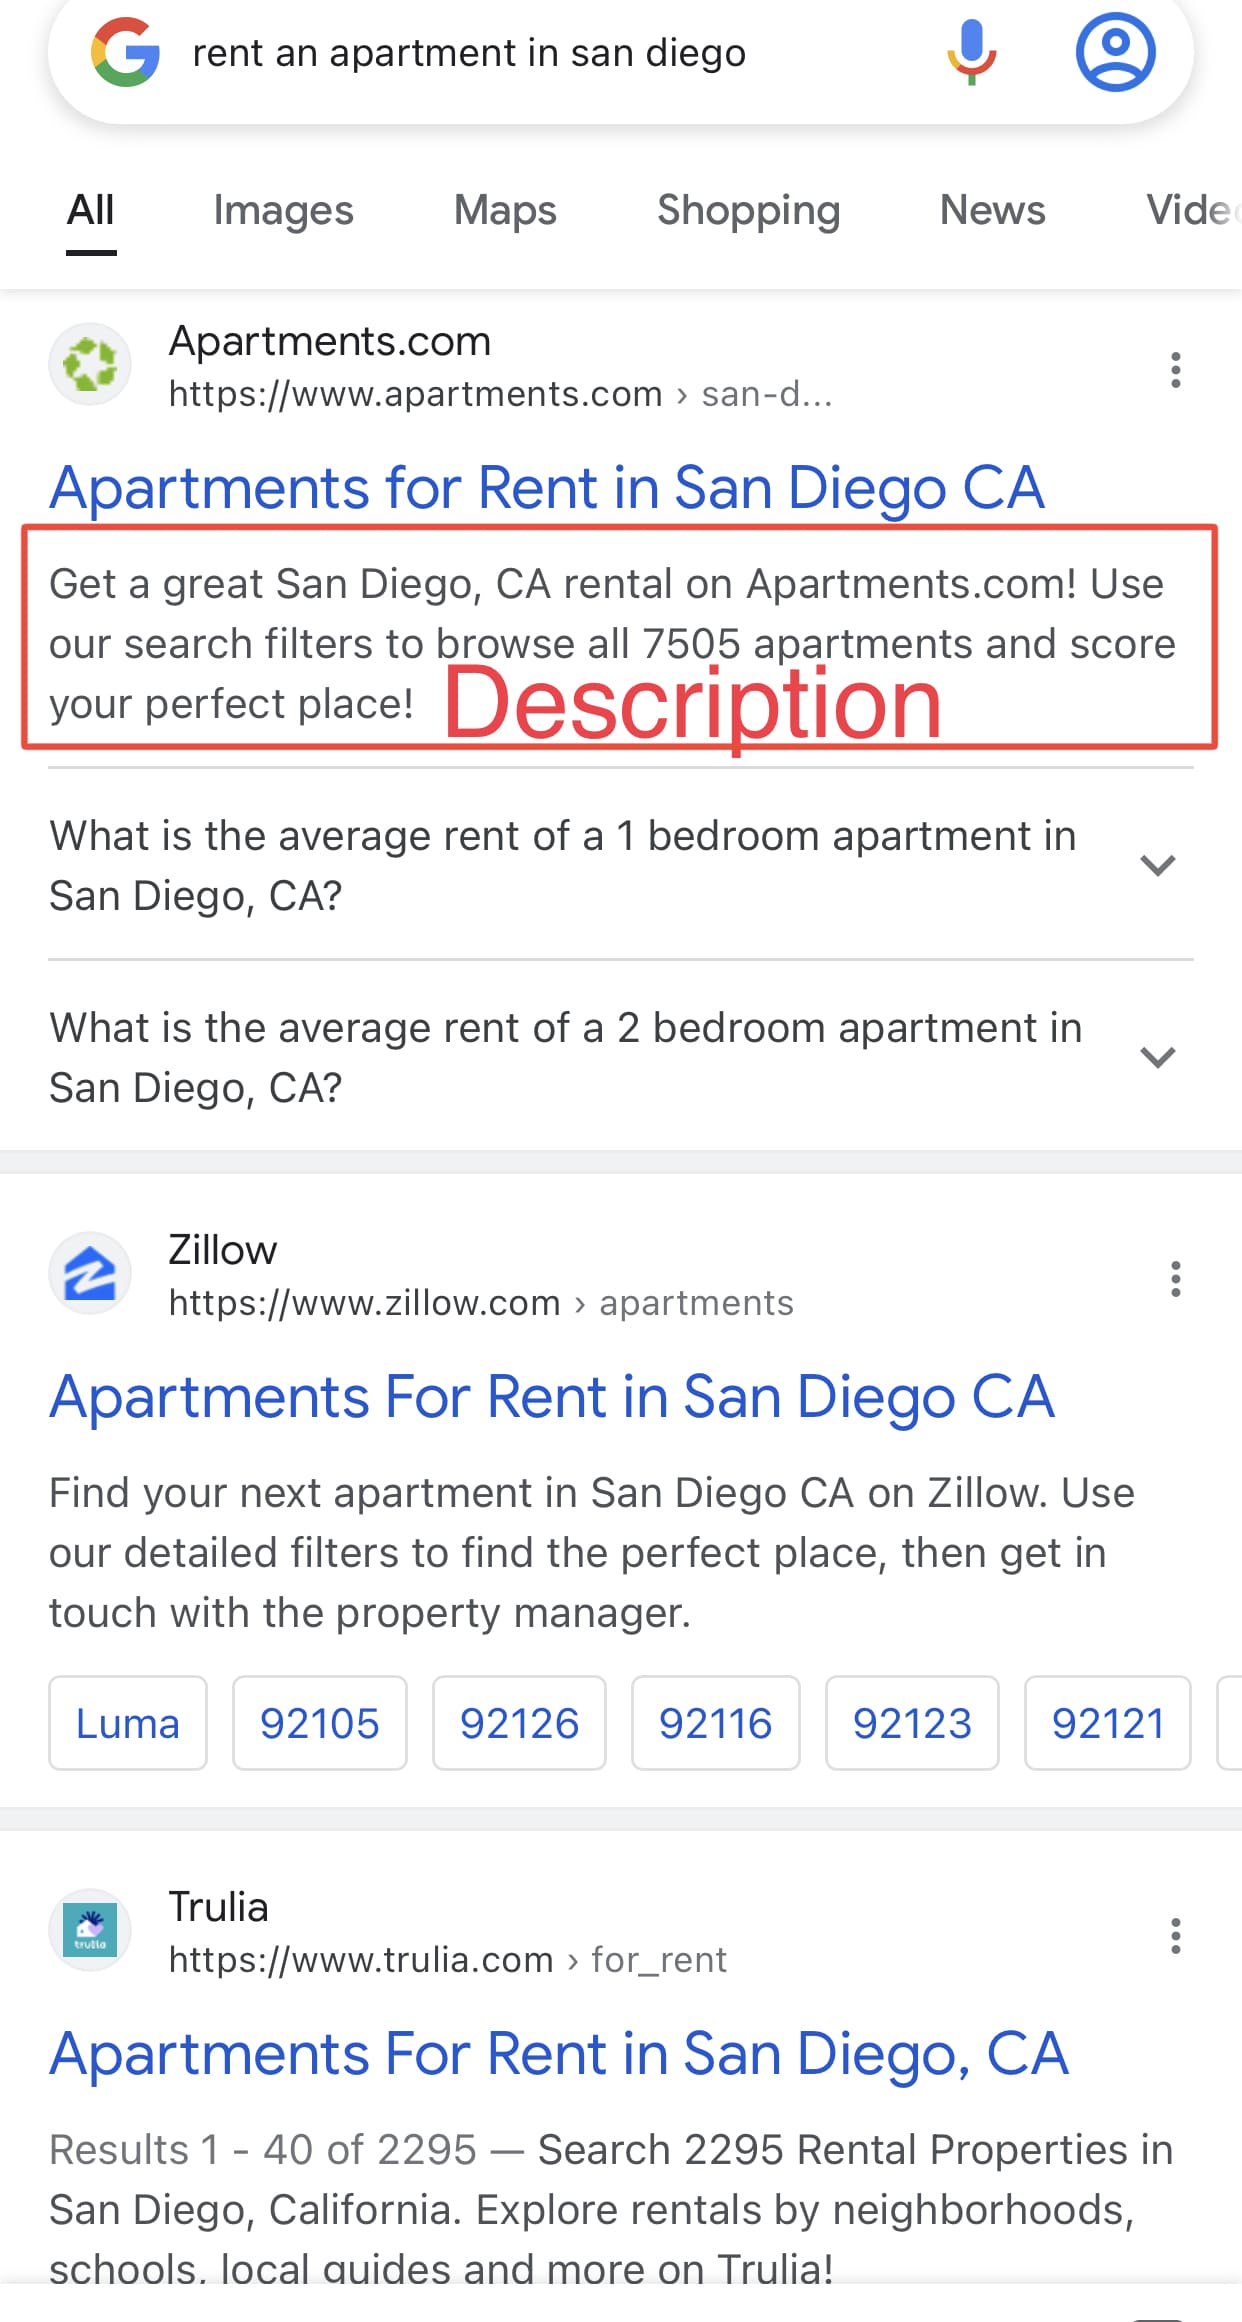 rent an apartment in san diego
All Images Maps Shopping News Video
Apartments.com
https://www.apartments.com › san-d...
Apartments for Rent in San Diego CA
Get a great San Diego, CA rental on Apartments.com! Use
our search filters to browse all 7505 apartments and score
your perfect place!
Description
What is the average rent of a 1 bedroom apartment in
San Diego, CA?
What is the average rent of a 2 bedroom apartment in
San Diego, CA?
Zillow
https://www.zillow.com › apartments
Apartments For Rent in San Diego CA
Find your next apartment in San Diego CA on Zillow. Use
our detailed filters to find the perfect place, then get in
touch with the property manager.
Luma 92105 92126 92116 92123 92121
trulia
Trulia
https://www.trulia.com › for_rent
Apartments For Rent in San Diego, CA
Results 1 - 40 of 2295 — Search 2295 Rental Properties in
San Diego, California. Explore rentals by neighborhoods,
schools, local guides and more on Trulia!